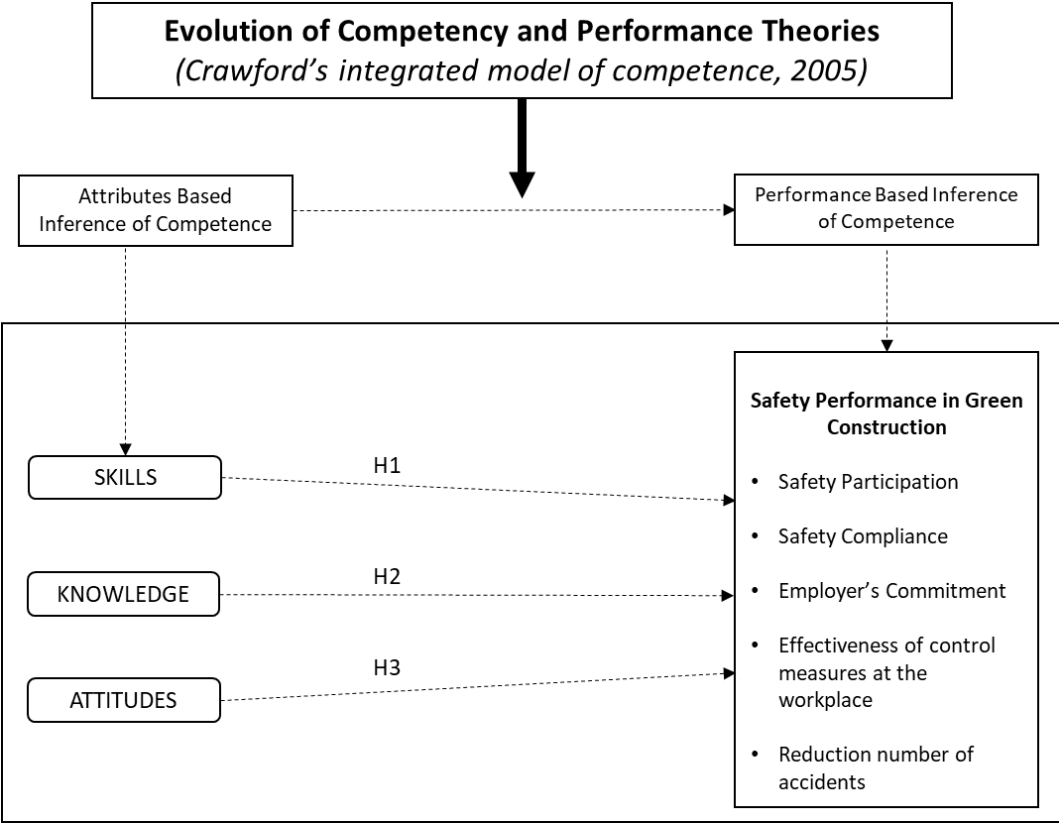 Evolution of Competency and Performance Theories
(Crawford’s integrated model of competence, 2005)
Attributes Based
Inference of Competence
Performance Based Inference
of Competence
Safety Performance in Green
Construction
SKILLS
H1
• Safety Participation
• Safety Compliance
KNOWLEDGE
H2
• Employer’s Commitment
ATTITUDES
H3
• Effectiveness of control
measures at the
workplace
• Reduction number of
accidents